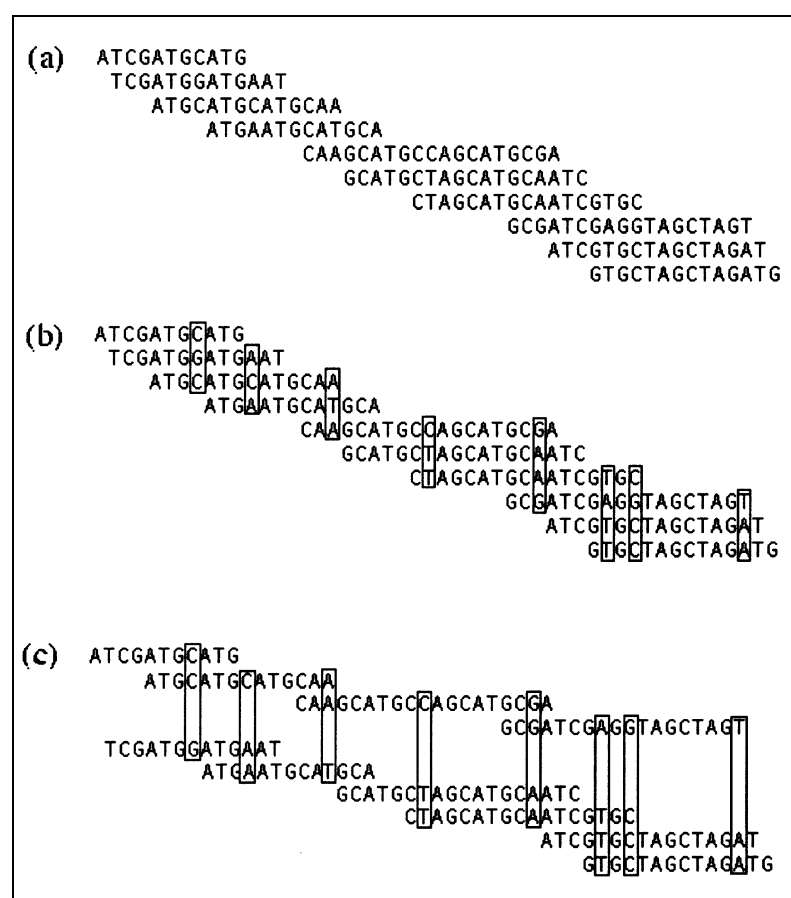 (a) ATCGATGCATG
TCGATGGATGAAT
ATGCATGCATGCAA
ATGAATGCATGCA
CAAGCATGCCAGCATGCGA
GCATGCTAGCATGCAATC
CTAGCATGCAATCGTGC
GCGATCGAGGTAGCTAGT
ATCGTGCTAGCTAGAT
GTGCTAGCTAGATG
(b) ATCGATGCATG
TCGATGGATGAAT
ATGCATGCATGCAA
ATGAATGCATGCA
CAAGCATGCCAGCATGCGA
GCATGCTAGCATGCAATC
CTAGCATGCAATCGTGC
GCGATCGAGGTAGCTAGT
ATCGTGCTAGCTAGAT
GTGCTAGCTAGATG
(c) ATCGATGCATG
ATGCATGCATGCAA
CAAGCATGCCAGCATGCGA
GCGATCGAGGTAGCTAGT
TCGATGGATGAAT
ATGAATGCATGCA
GCATGCTAGCATGCAATC
CTAGCATGCAATCGTGC
ATCGTGCTAGCTAGAT
GTGCTAGCTAGATG